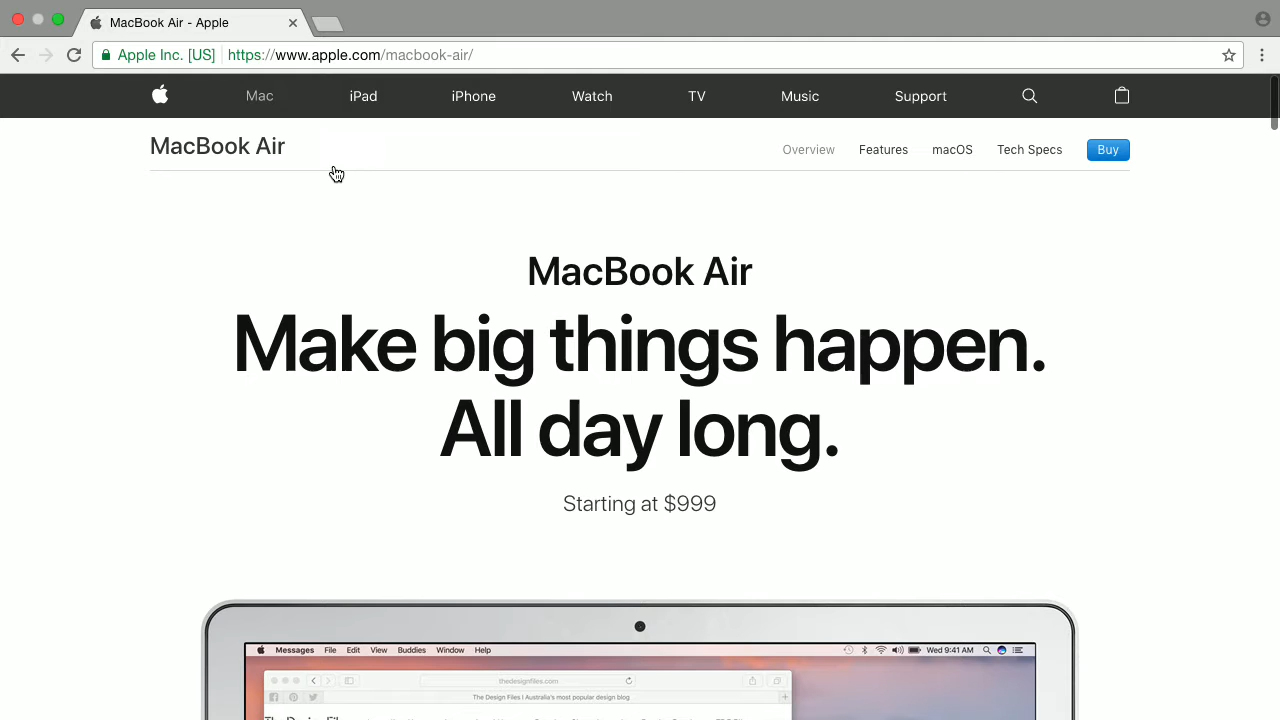 MacBook Air - Apple
Apple Inc. [US] https://www.apple.com/macbook-air/
Mac iPad iPhone Watch TV Music Support
MacBook Air
Overview Features macOS Tech Specs Buy
MacBook Air
Make big things happen.
All day long.
Starting at $999
Messages File Edit View Buddies Window Help Wed 9:41 AM
thedesignfiles.com
The Design Files | Australia's most popular design blog